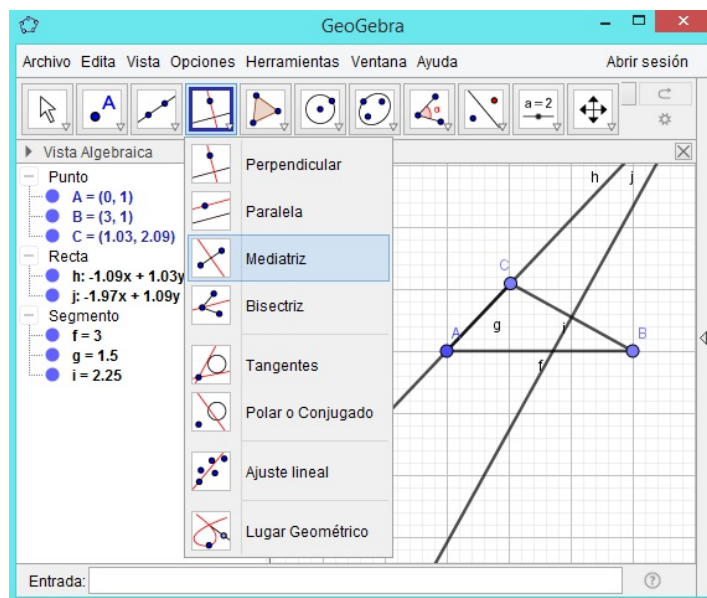 GeoGebra
Archivo Edita Vista Opciones Herramientas Ventana Ayuda Abrir sesión
A
α
a=2
Vista Algebraica
Punto
A = (0, 1)
B = (3, 1)
C = (1.03, 2.09)
Recta
h: -1.09x + 1.03y
j: -1.97x + 1.09y
Segmento
f = 3
g = 1.5
i = 2.25
Perpendicular
Paralela
Mediatriz
Bisectriz
Tangentes
Polar o Conjugado
Ajuste lineal
Lugar Geométrico
h j
C
A g i B
f
Entrada: